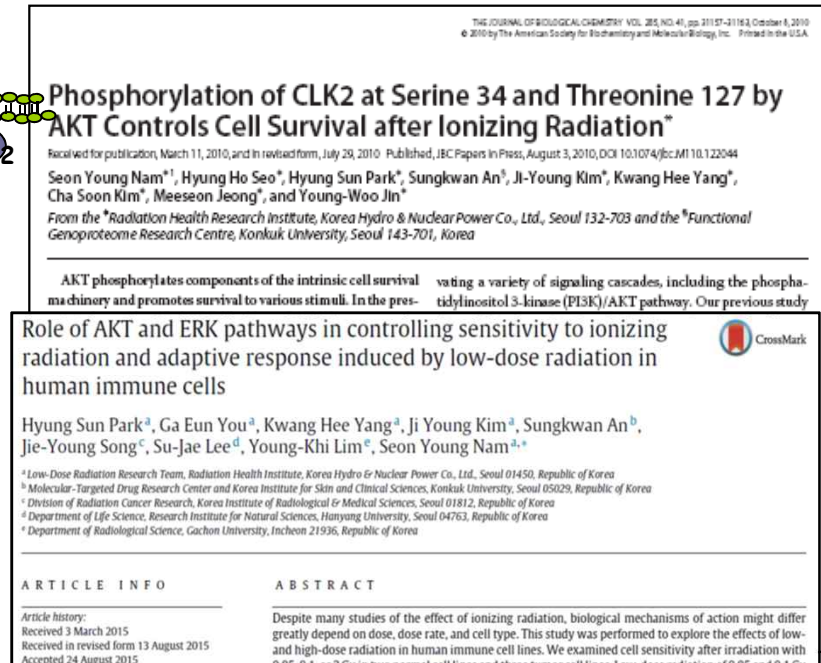 THE JOURNAL OF BIOLOGICAL CHEMISTRY VOL. 285, NO. 41, pp. 31157–31163, October 8, 2010
© 2010 by The American Society for Biochemistry and Molecular Biology, Inc. Printed in the U.S.A.
Phosphorylation of CLK2 at Serine 34 and Threonine 127 by
AKT Controls Cell Survival after Ionizing Radiation*
2
Received for publication, March 11, 2010, and in revised form, July 29, 2010 Published, JBC Papers in Press, August 3, 2010, DOI 10.1074/jbc.M110.122044
Seon Young Nam‡1, Hyung Ho Seo‡, Hyung Sun Park‡, Sungkwan An§, Ji-Young Kim‡, Kwang Hee Yang‡,
Cha Soon Kim‡, Meeseon Jeong‡, and Young-Woo Jin‡
From the ‡Radiation Health Research Institute, Korea Hydro & Nuclear Power Co., Ltd., Seoul 132-703 and the §Functional
Genoproteome Research Centre, Konkuk University, Seoul 143-701, Korea
AKT phosphorylates components of the intrinsic cell survival
machinery and promotes survival to various stimuli. In the pres-
vating a variety of signaling cascades, including the phospha-
tidylinositol 3-kinase (PI3K)/AKT pathway. Our previous study
Role of AKT and ERK pathways in controlling sensitivity to ionizing
radiation and adaptive response induced by low-dose radiation in
human immune cells
CrossMark
Hyung Sun Park a, Ga Eun You a, Kwang Hee Yang a, Ji Young Kim a, Sungkwan An b,
Jie-Young Song c, Su-Jae Lee d, Young-Khi Lim e, Seon Young Nam a,*
a Low-Dose Radiation Research Team, Radiation Health Institute, Korea Hydro & Nuclear Power Co., Ltd., Seoul 01450, Republic of Korea
b Molecular-Targeted Drug Research Center and Korea Institute for Skin and Clinical Sciences, Konkuk University, Seoul 05029, Republic of Korea
c Division of Radiation Cancer Research, Korea Institute of Radiological & Medical Sciences, Seoul 01812, Republic of Korea
d Department of Life Science, Research Institute for Natural Sciences, Hanyang University, Seoul 04763, Republic of Korea
e Department of Radiological Science, Gachon University, Incheon 21936, Republic of Korea
ARTICLE INFO
Article history:
Received 3 March 2015
Received in revised form 13 August 2015
Accepted 24 August 2015
ABSTRACT
Despite many studies of the effect of ionizing radiation, biological mechanisms of action might differ
greatly depend on dose, dose rate, and cell type. This study was performed to explore the effects of low-
and high-dose radiation in human immune cell lines. We examined cell sensitivity after irradiation with